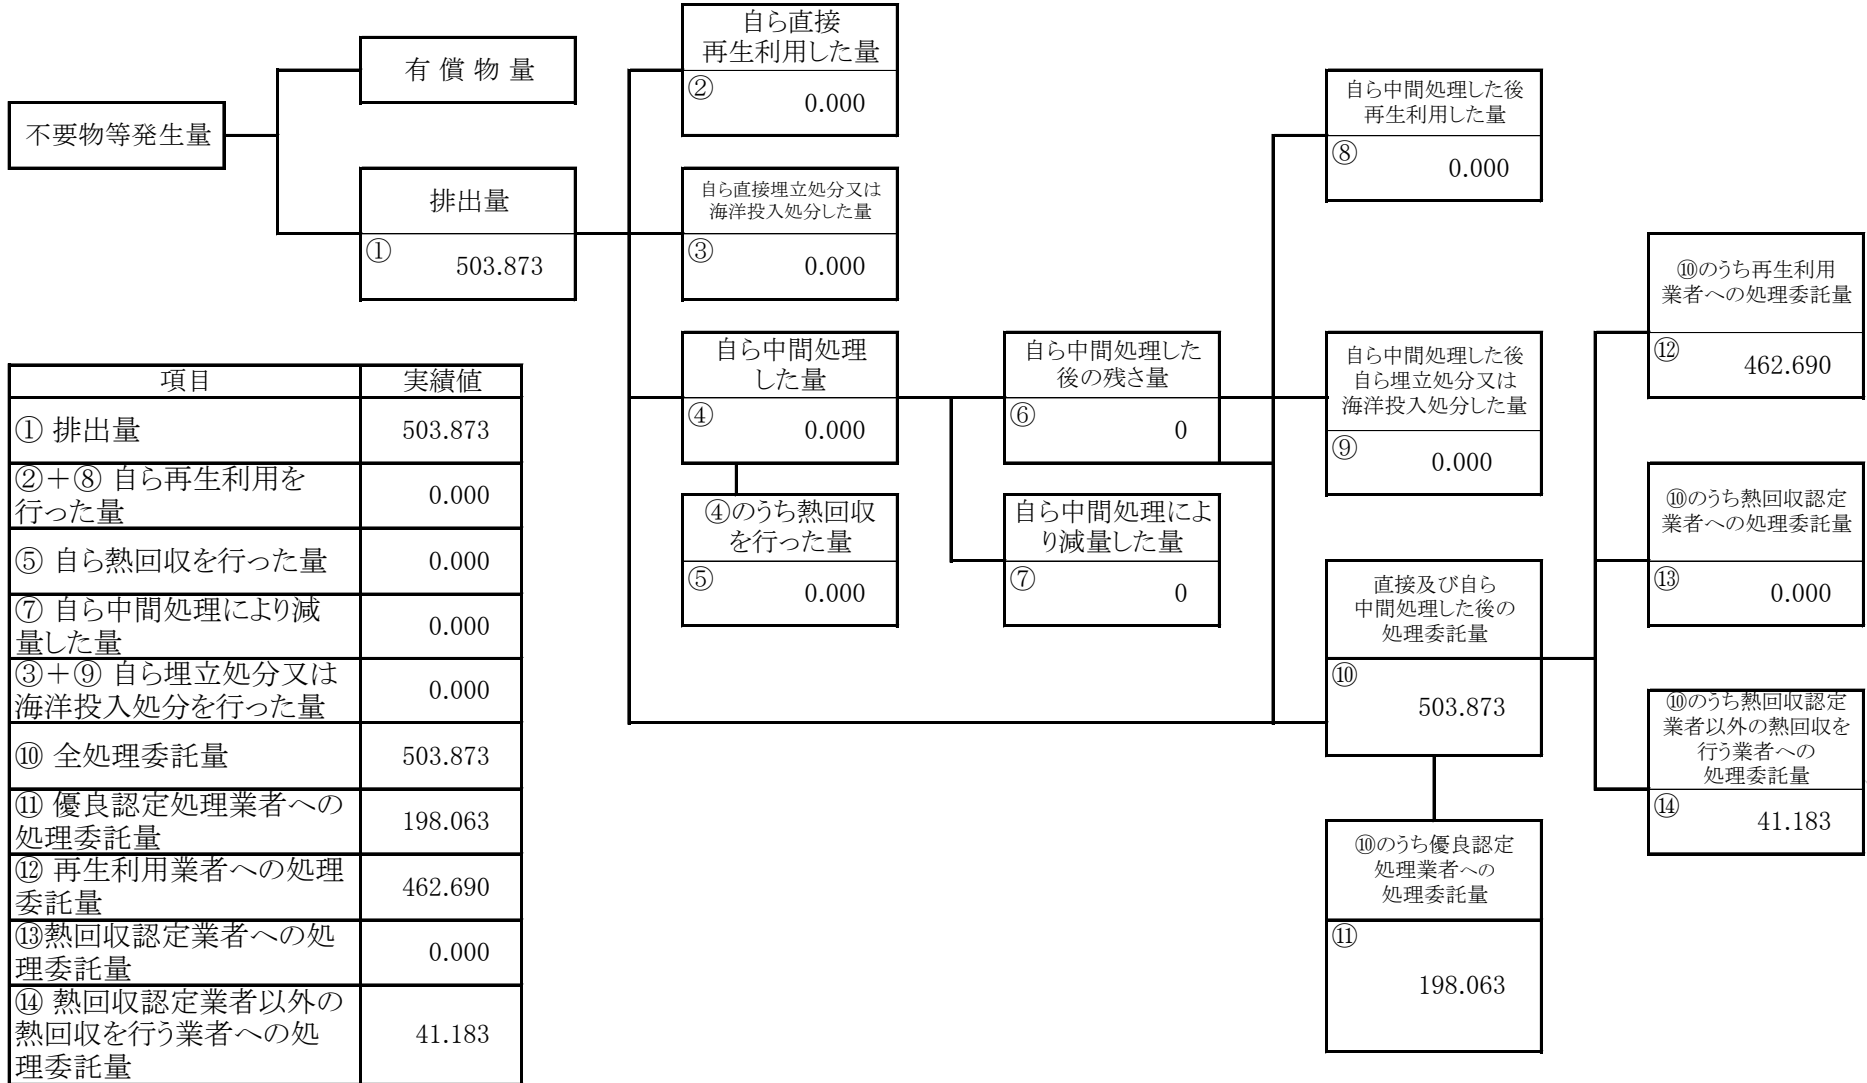 不要物等発生量
有 償 物 量
排出量
①
503.873
自ら直接
再生利用した量
②
0.000
自ら直接埋立処分又は
海洋投入処分した量
③
0.000
自ら中間処理
した量
④
0.000
④のうち熱回収
を行った量
⑤
0.000
自ら中間処理した
後の残さ量
⑥
0
自ら中間処理によ
り減量した量
⑦
0
自ら中間処理した後
再生利用した量
⑧
0.000
自ら中間処理した後
自ら埋立処分又は
海洋投入処分した量
⑨
0.000
直接及び自ら
中間処理した後の
処理委託量
⑩
503.873
⑩のうち優良認定
処理業者への
処理委託量
⑪
198.063
⑩のうち再生利用
業者への処理委託量
⑫
462.690
⑩のうち熱回収認定
業者への処理委託量
⑬
0.000
⑩のうち熱回収認定
業者以外の熱回収を
行う業者への
処理委託量
⑭
41.183
項目 実績値
① 排出量 503.873
②＋⑧ 自ら再生利用を
行った量 0.000
⑤ 自ら熱回収を行った量 0.000
⑦ 自ら中間処理により減
量した量 0.000
③＋⑨ 自ら埋立処分又は
海洋投入処分を行った量 0.000
⑩ 全処理委託量 503.873
⑪ 優良認定処理業者への
処理委託量 198.063
⑫ 再生利用業者への処理
委託量 462.690
⑬熱回収認定業者への処
理委託量 0.000
⑭ 熱回収認定業者以外の
熱回収を行う業者への処
理委託量 41.183